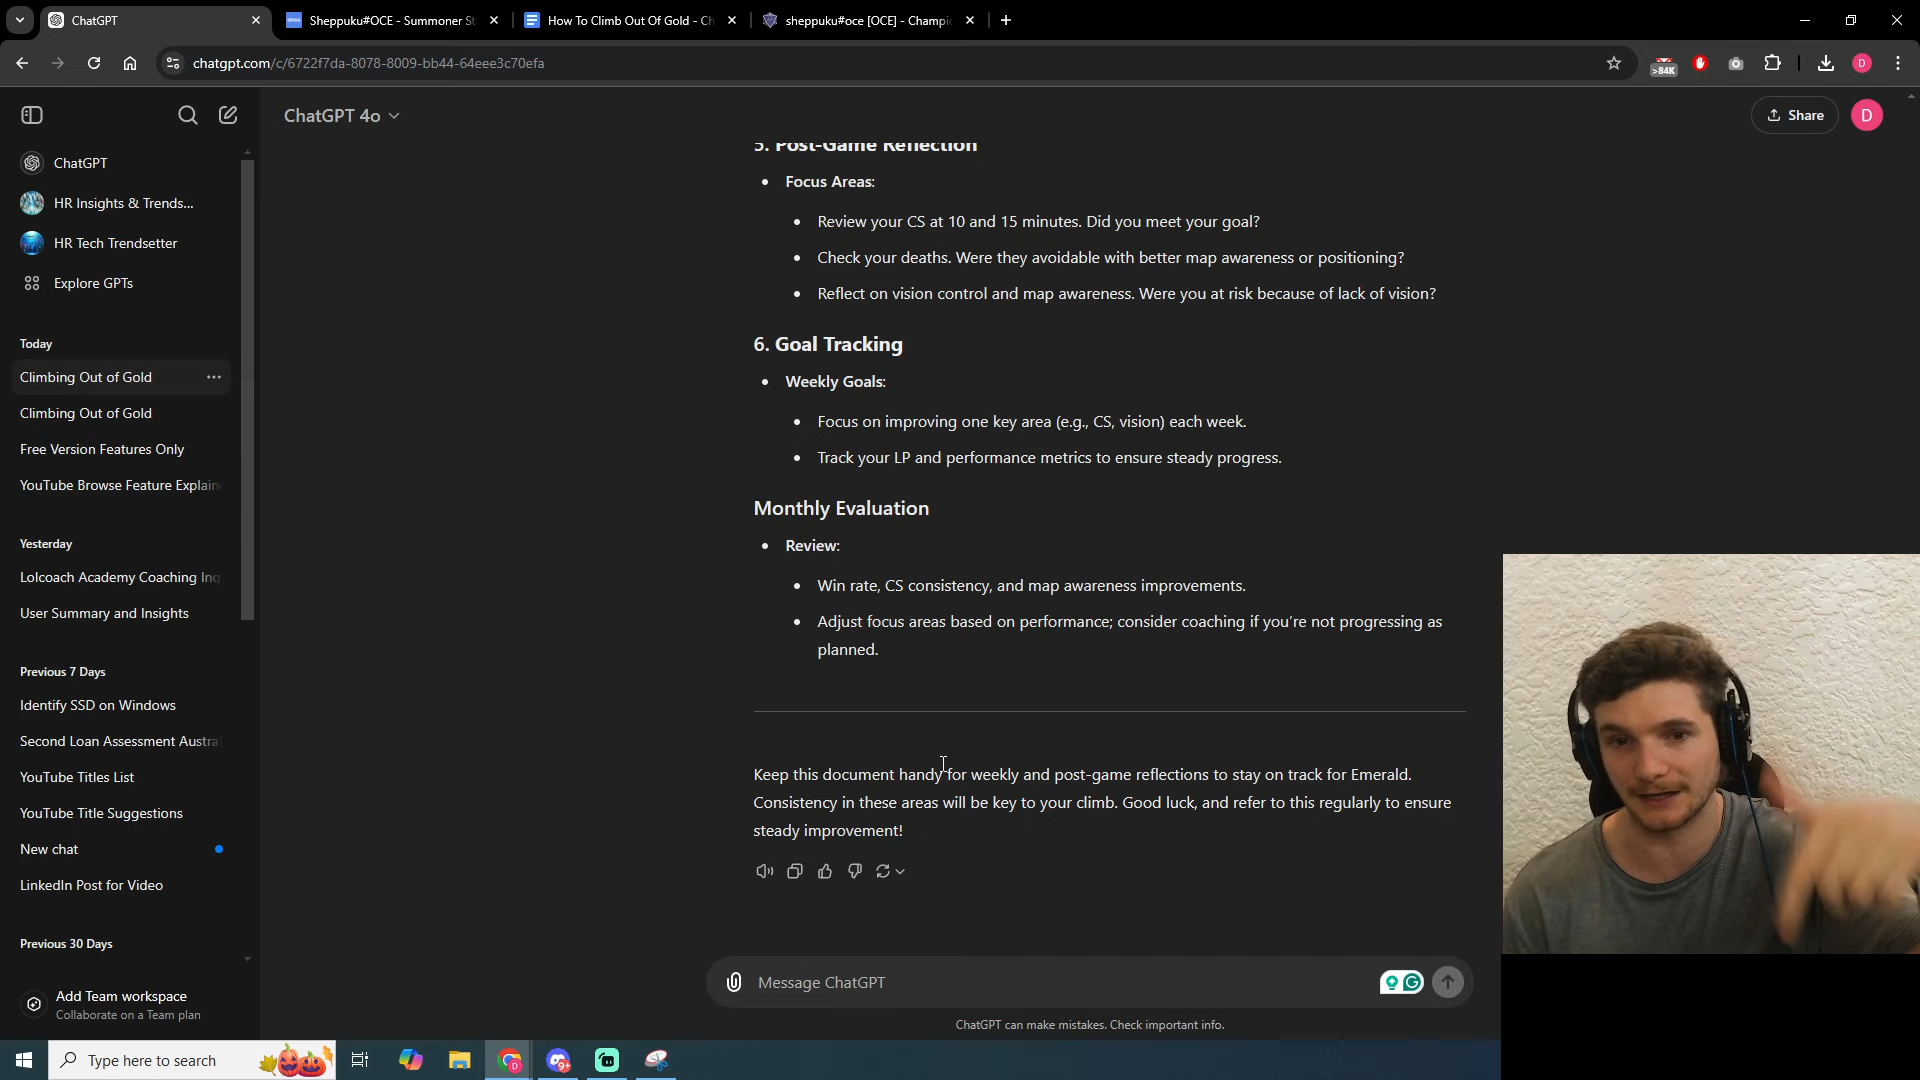 ChatGPT
Sheppuku#OCE - Summoner St
How To Climb Out Of Gold - Ch
sheppuku#oce [OCE] - Champio
chatgpt.com/c/6722f7da-8078-8009-bb44-64eee3c70efa
>84K
D
ChatGPT 4o
Share
D
ChatGPT
HR Insights & Trends...
HR Tech Trendsetter
Explore GPTs
Today
Climbing Out of Gold
Climbing Out of Gold
Free Version Features Only
YouTube Browse Feature Explain
Yesterday
Lolcoach Academy Coaching Inq
User Summary and Insights
Previous 7 Days
Identify SSD on Windows
Second Loan Assessment Austra
YouTube Titles List
YouTube Title Suggestions
New chat
LinkedIn Post for Video
Previous 30 Days
Add Team workspace
Collaborate on a Team plan
5. Post-Game Reflection
Focus Areas:
Review your CS at 10 and 15 minutes. Did you meet your goal?
Check your deaths. Were they avoidable with better map awareness or positioning?
Reflect on vision control and map awareness. Were you at risk because of lack of vision?
6. Goal Tracking
Weekly Goals:
Focus on improving one key area (e.g., CS, vision) each week.
Track your LP and performance metrics to ensure steady progress.
Monthly Evaluation
Review:
Win rate, CS consistency, and map awareness improvements.
Adjust focus areas based on performance; consider coaching if you're not progressing as
planned.
Keep this document handy for weekly and post-game reflections to stay on track for Emerald.
Consistency in these areas will be key to your climb. Good luck, and refer to this regularly to ensure
steady improvement!
Message ChatGPT
ChatGPT can make mistakes. Check important info.
Type here to search
D
9+